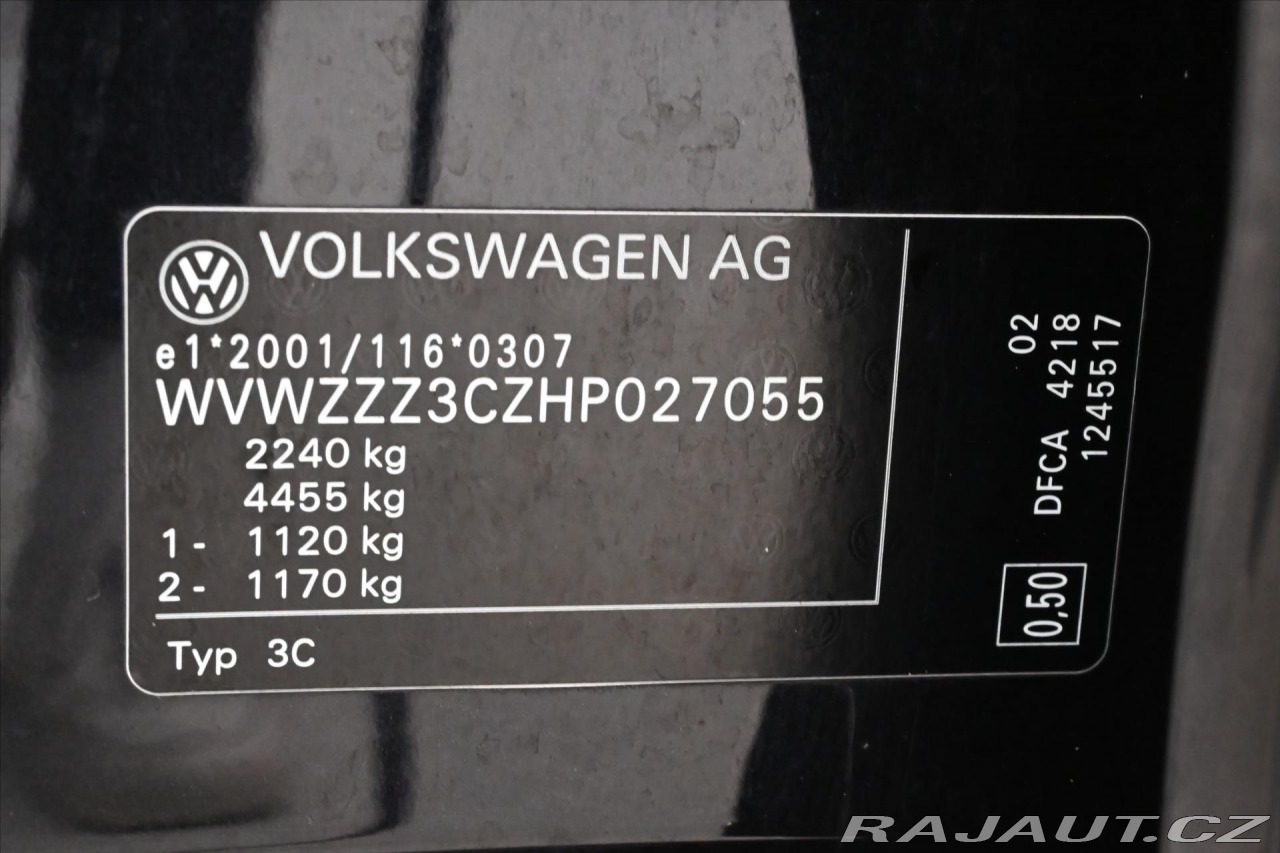 VOLKSWAGEN AG
e1*2001/116*0307
WVWZZZ3CZHP027055
2240 kg
4455 kg
1 - 1120 kg
2 - 1170 kg
Typ 3C
02
DFCA 4218
1245517
0,50
RAJAUT.CZ